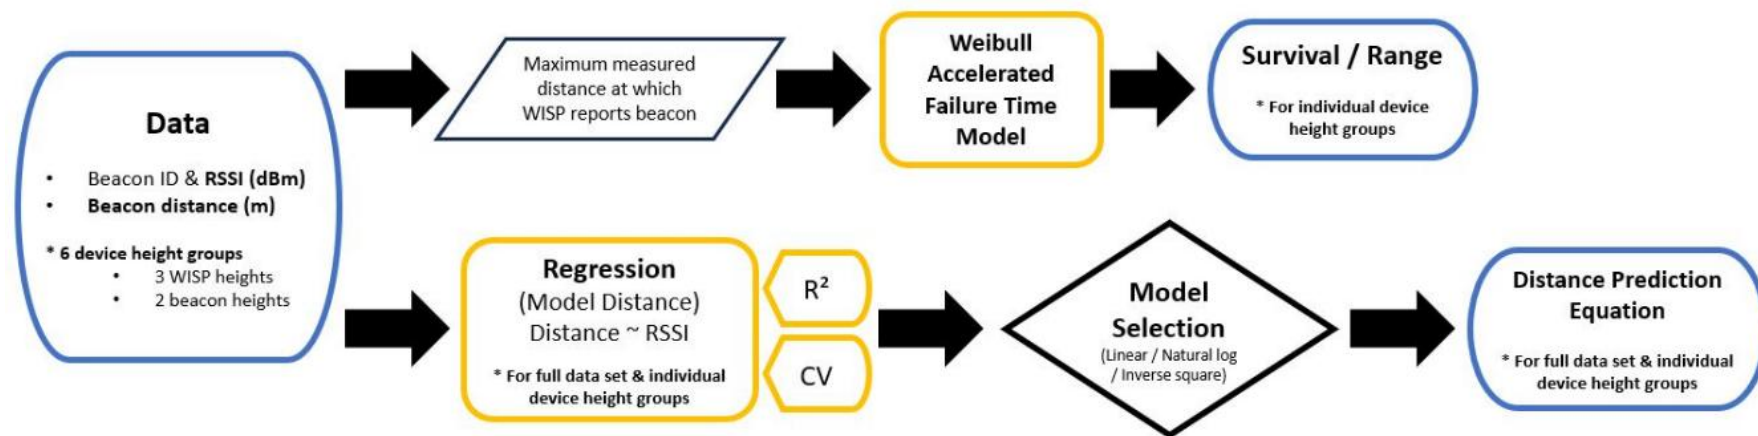 Data
• Beacon ID & RSSI (dBm)
• Beacon distance (m)
* 6 device height groups
• 3 WISP heights
• 2 beacon heights
Maximum measured
distance at which
WISP reports beacon
Weibull
Accelerated
Failure Time
Model
Survival / Range
* For individual device
height groups
Regression
(Model Distance)
Distance ~ RSSI
* For full data set & individual
device height groups
R²
CV
Model
Selection
(Linear / Natural log
/ Inverse square)
Distance Prediction
Equation
* For full data set & individual
device height groups